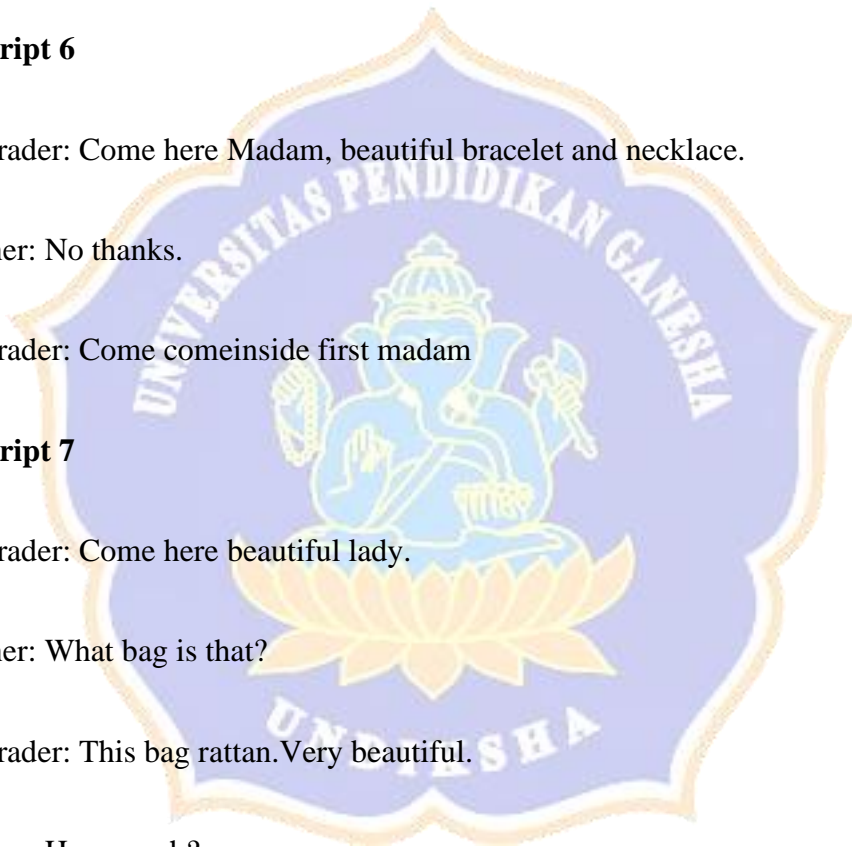 ript 6
rader: Come here Madam, beautiful bracelet and necklace.
UNIVERSITAS PENDIDIKAN GANESHA
ner: No thanks.
rader: Come comeinside first madam
ript 7
rader: Come here beautiful lady.
ner: What bag is that?
UNDIKSHA
rader: This bag rattan.Very beautiful.